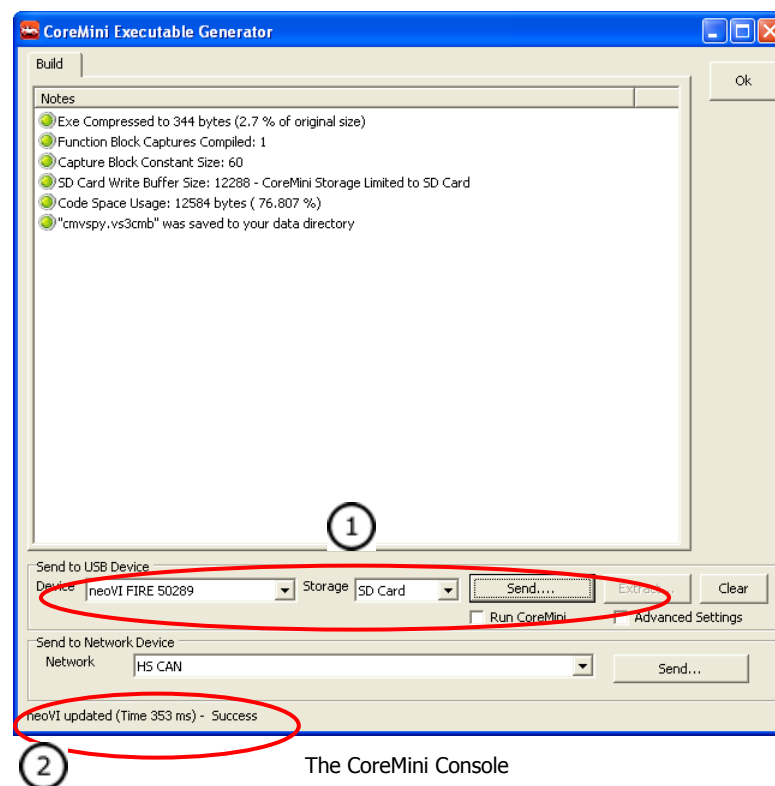 CoreMini Executable Generator
Build
Ok
Notes
Exe Compressed to 344 bytes (2.7 % of original size)
Function Block Captures Compiled: 1
Capture Block Constant Size: 60
SD Card Write Buffer Size: 12288 - CoreMini Storage Limited to SD Card
Code Space Usage: 12584 bytes ( 76.807 %)
"cmvspy.vs3cmb" was saved to your data directory
1
Send to USB Device
Device neoVI FIRE 50289 Storage SD Card Send.... Extract... Clear
Run CoreMini Advanced Settings
Send to Network Device
Network HS CAN Send...
neoVI updated (Time 353 ms) - Success
2
The CoreMini Console